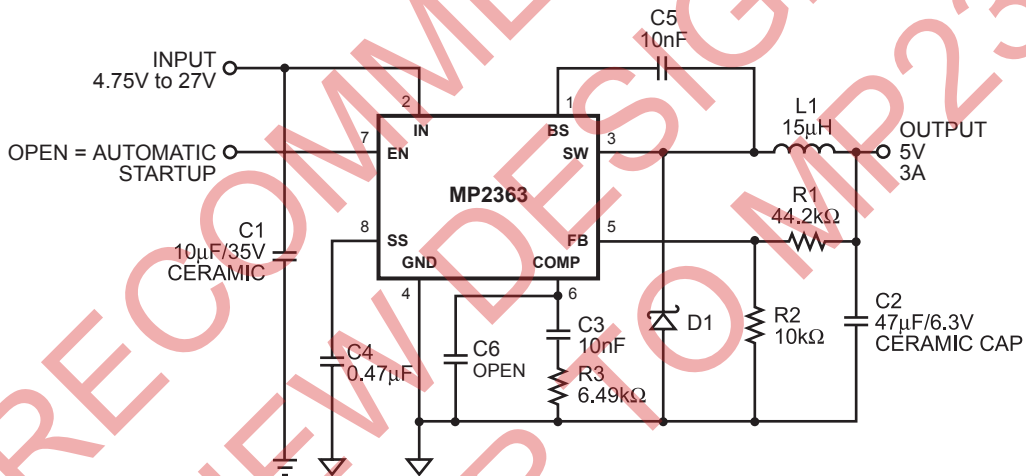 C5
10nF
INPUT
4.75V to 27V
2
1
IN
BS
L1
15µH
OUTPUT
5V
3A
7
EN
3
SW
OPEN = AUTOMATIC
STARTUP
MP2363
R1
44.2kΩ
8
SS
5
FB
C1
10µF/35V
CERAMIC
GND
COMP
4
6
C3
10nF
D1
R2
10kΩ
C2
47µF/6.3V
CERAMIC CAP
C4
0.47µF
C6
OPEN
R3
6.49kΩ